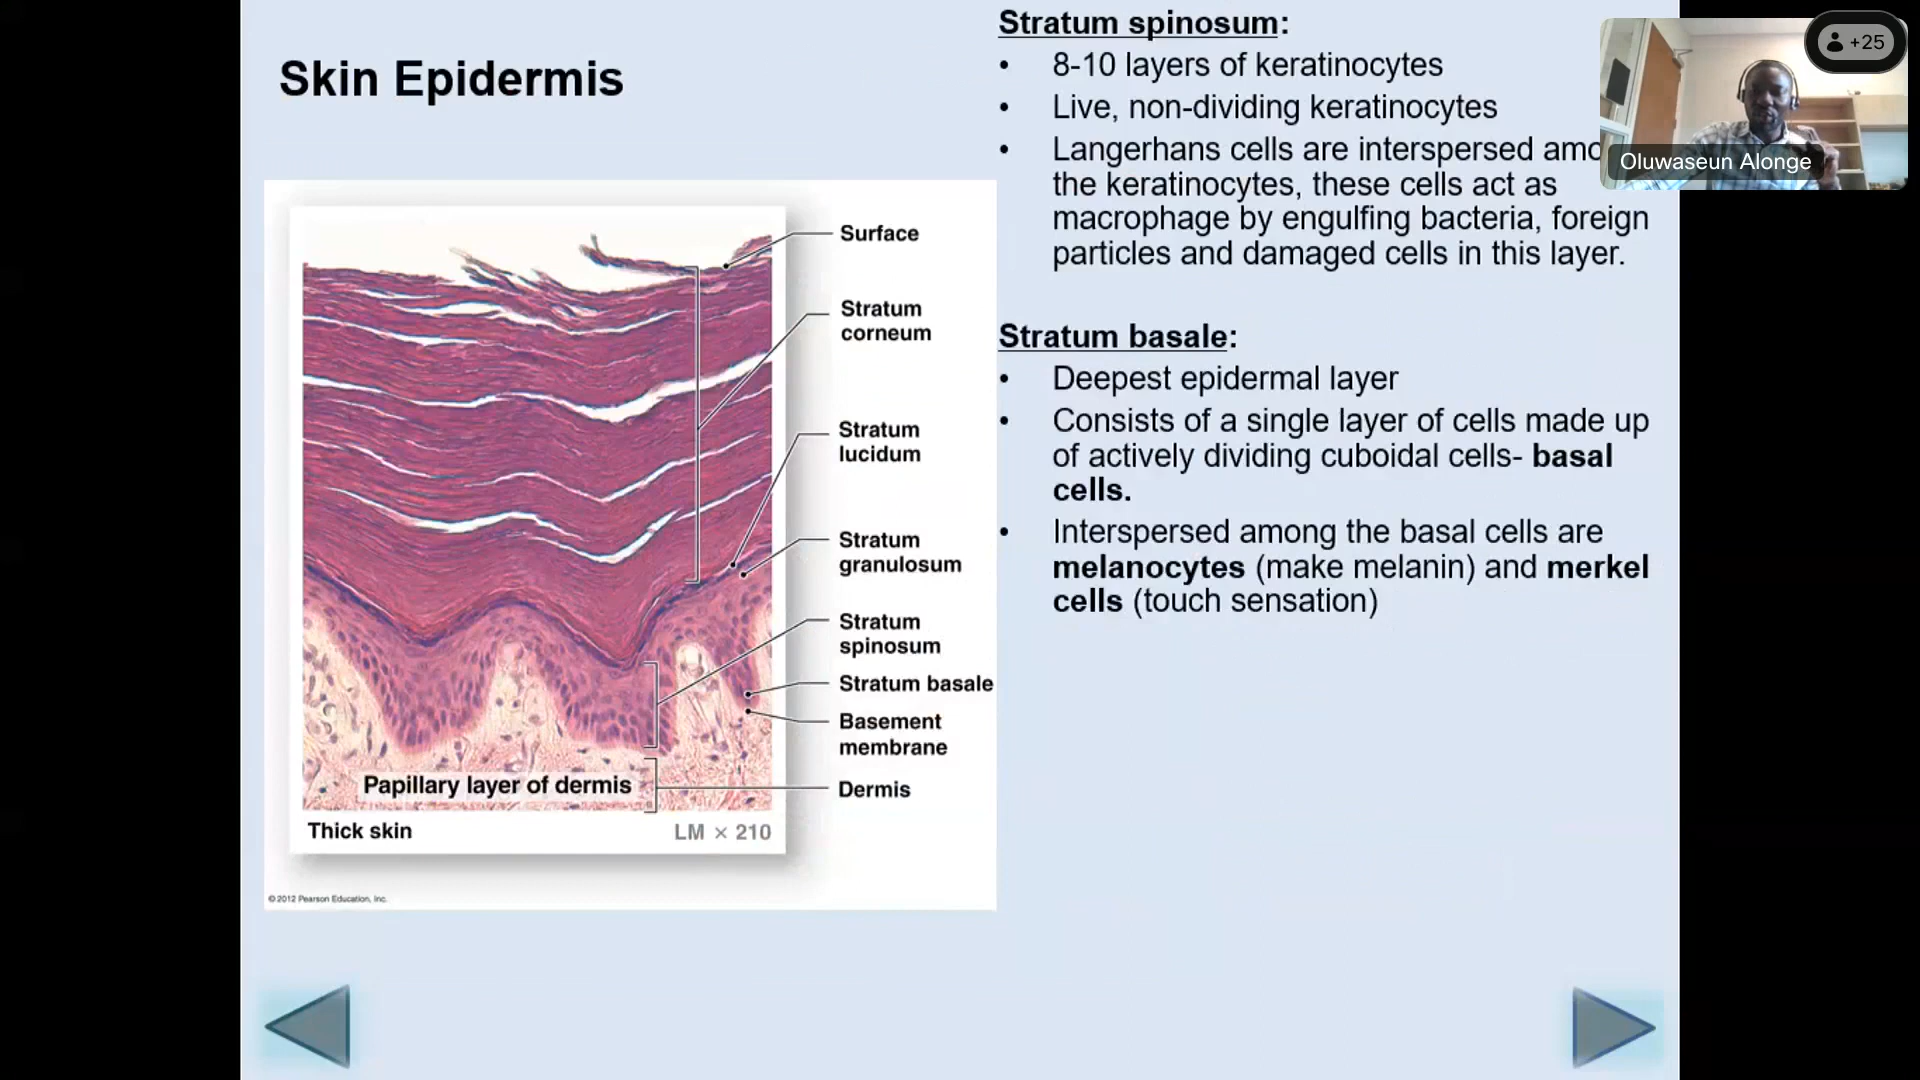 Skin Epidermis
Surface
Stratum
corneum
Stratum
lucidum
Stratum
granulosum
Stratum
spinosum
Stratum basale
Basement
membrane
Dermis
Papillary layer of dermis
Thick skin
LM × 210
© 2012 Pearson Education, Inc.
Stratum spinosum:
• 8-10 layers of keratinocytes
• Live, non-dividing keratinocytes
• Langerhans cells are interspersed amo
the keratinocytes, these cells act as
macrophage by engulfing bacteria, foreign
particles and damaged cells in this layer.
Stratum basale:
• Deepest epidermal layer
• Consists of a single layer of cells made up
of actively dividing cuboidal cells- basal
cells.
• Interspersed among the basal cells are
melanocytes (make melanin) and merkel
cells (touch sensation)
+25
Oluwaseun Alonge